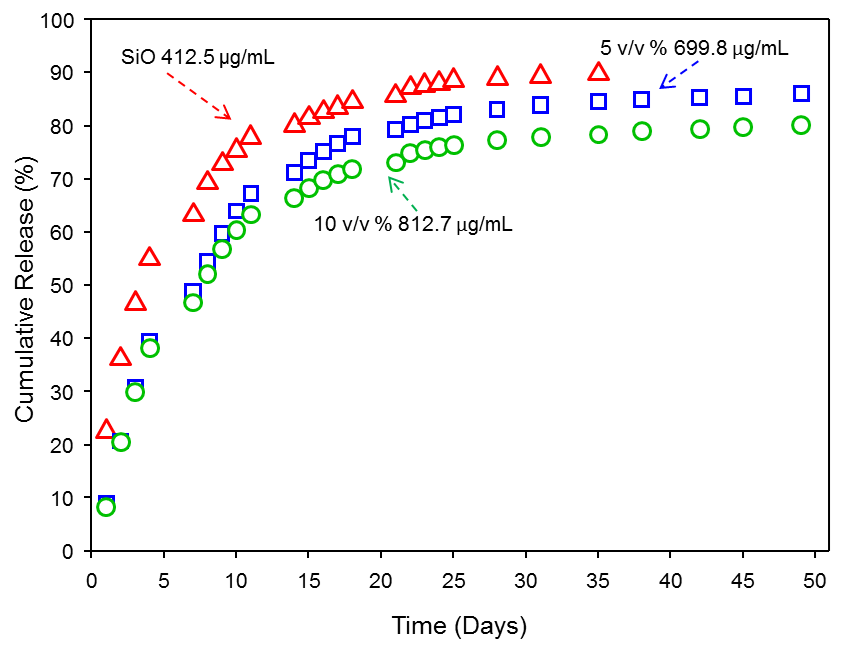 100
90
80
70
60
50
40
30
20
10
0
Cumulative Release (%)
SiO 412.5 µg/mL
5 v/v % 699.8 µg/mL
10 v/v % 812.7 µg/mL
0 5 10 15 20 25 30 35 40 45 50
Time (Days)